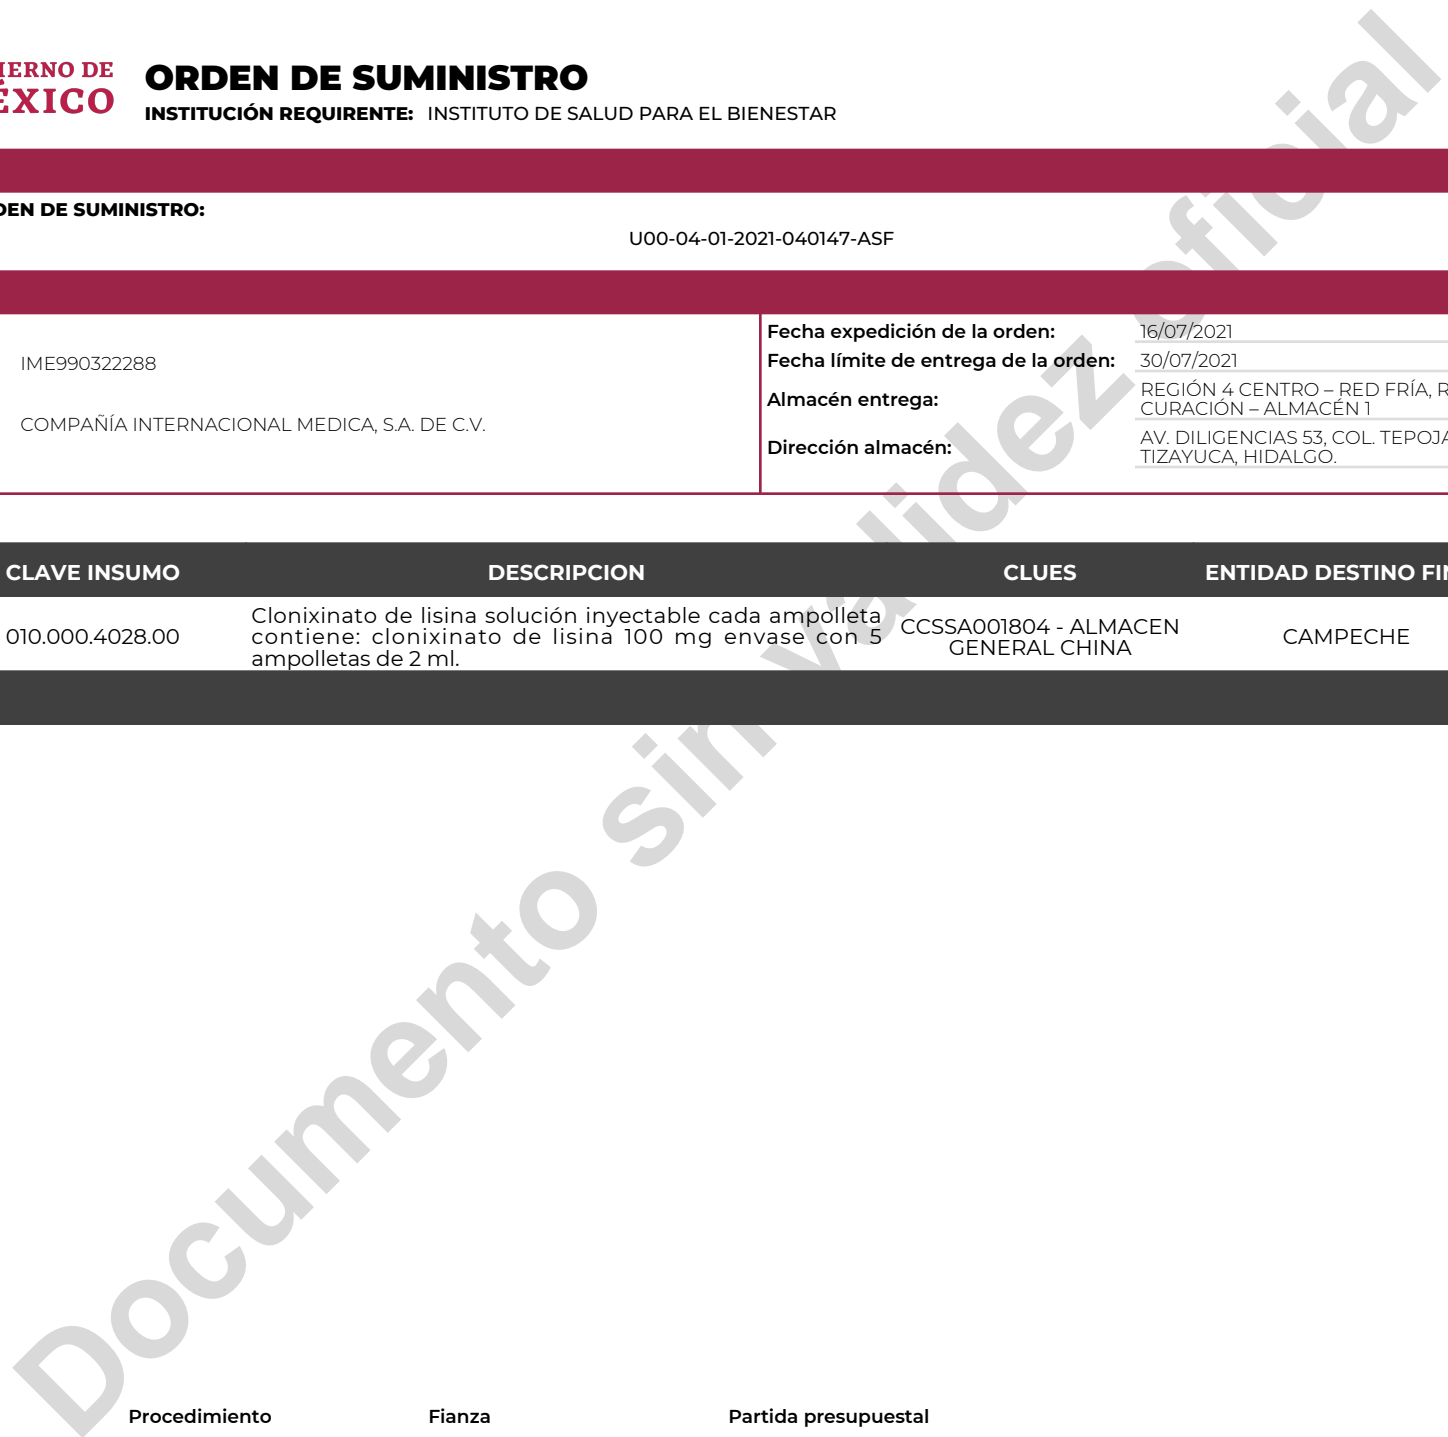 IERNO DE
ÉXICO
ORDEN DE SUMINISTRO
INSTITUCIÓN REQUIRENTE: INSTITUTO DE SALUD PARA EL BIENESTAR
DEN DE SUMINISTRO:
U00-04-01-2021-040147-ASF
IME990322288
COMPAÑÍA INTERNACIONAL MEDICA, S.A. DE C.V.
Fecha expedición de la orden: 16/07/2021
Fecha límite de entrega de la orden: 30/07/2021
Almacén entrega: REGIÓN 4 CENTRO – RED FRÍA, R
CURACIÓN – ALMACÉN 1
Dirección almacén: AV. DILIGENCIAS 53, COL. TEPOJA
TIZAYUCA, HIDALGO.
CLAVE INSUMO DESCRIPCION CLUES ENTIDAD DESTINO FIN
010.000.4028.00
Clonixinato de lisina solución inyectable cada ampolleta
contiene: clonixinato de lisina 100 mg envase con 5
ampolletas de 2 ml.
CCSSA001804 - ALMACEN
GENERAL CHINA
CAMPECHE
Documento sin validez oficial
Procedimiento Fianza Partida presupuestal